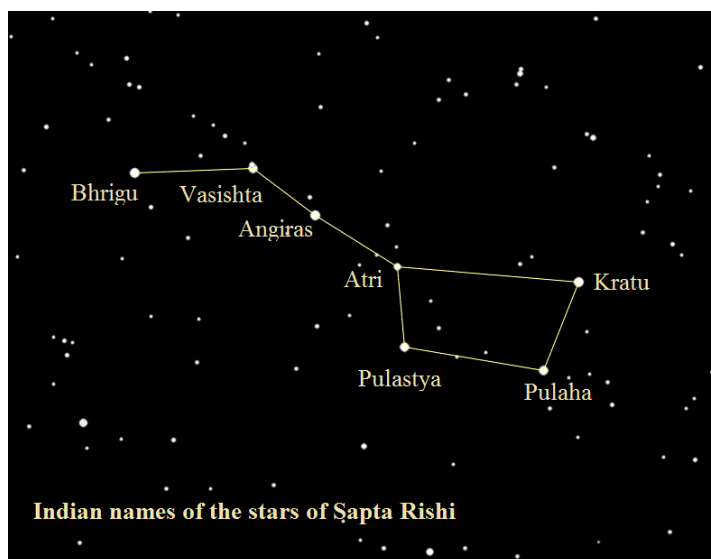 Bhrigu
Vasishta
Angiras
Atri
Kratu
Pulastya
Pulaha
Indian names of the stars of Sapta Rishi